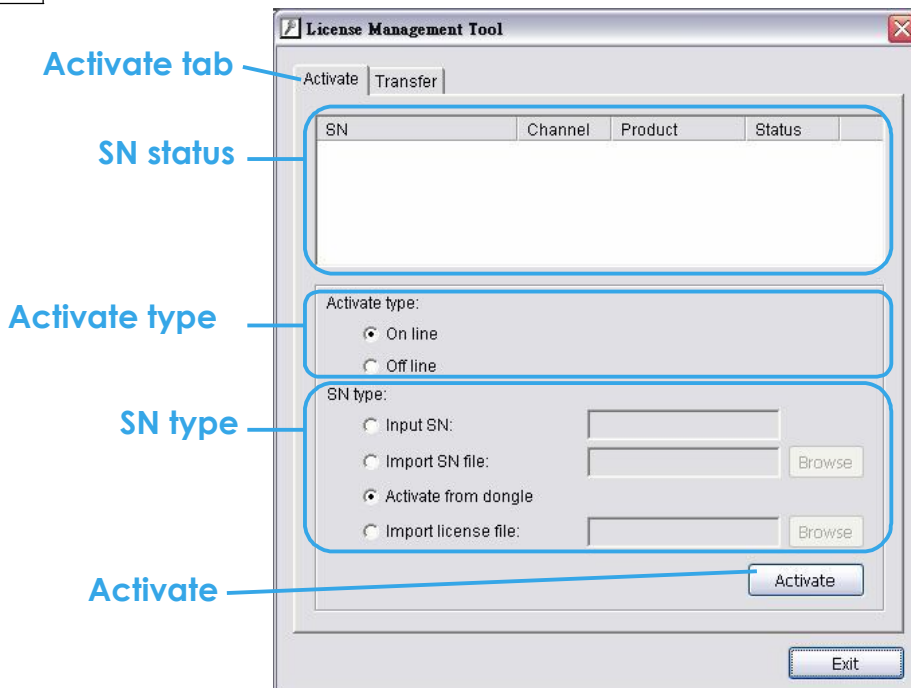 License Management Tool
Activate tab
Activate Transfer
SN Channel Product Status
SN status
Activate type:
Activate type
On line
Off line
SN type:
SN type
Input SN:
Import SN file: Browse
Activate from dongle
Import license file: Browse
Activate
Activate
Exit